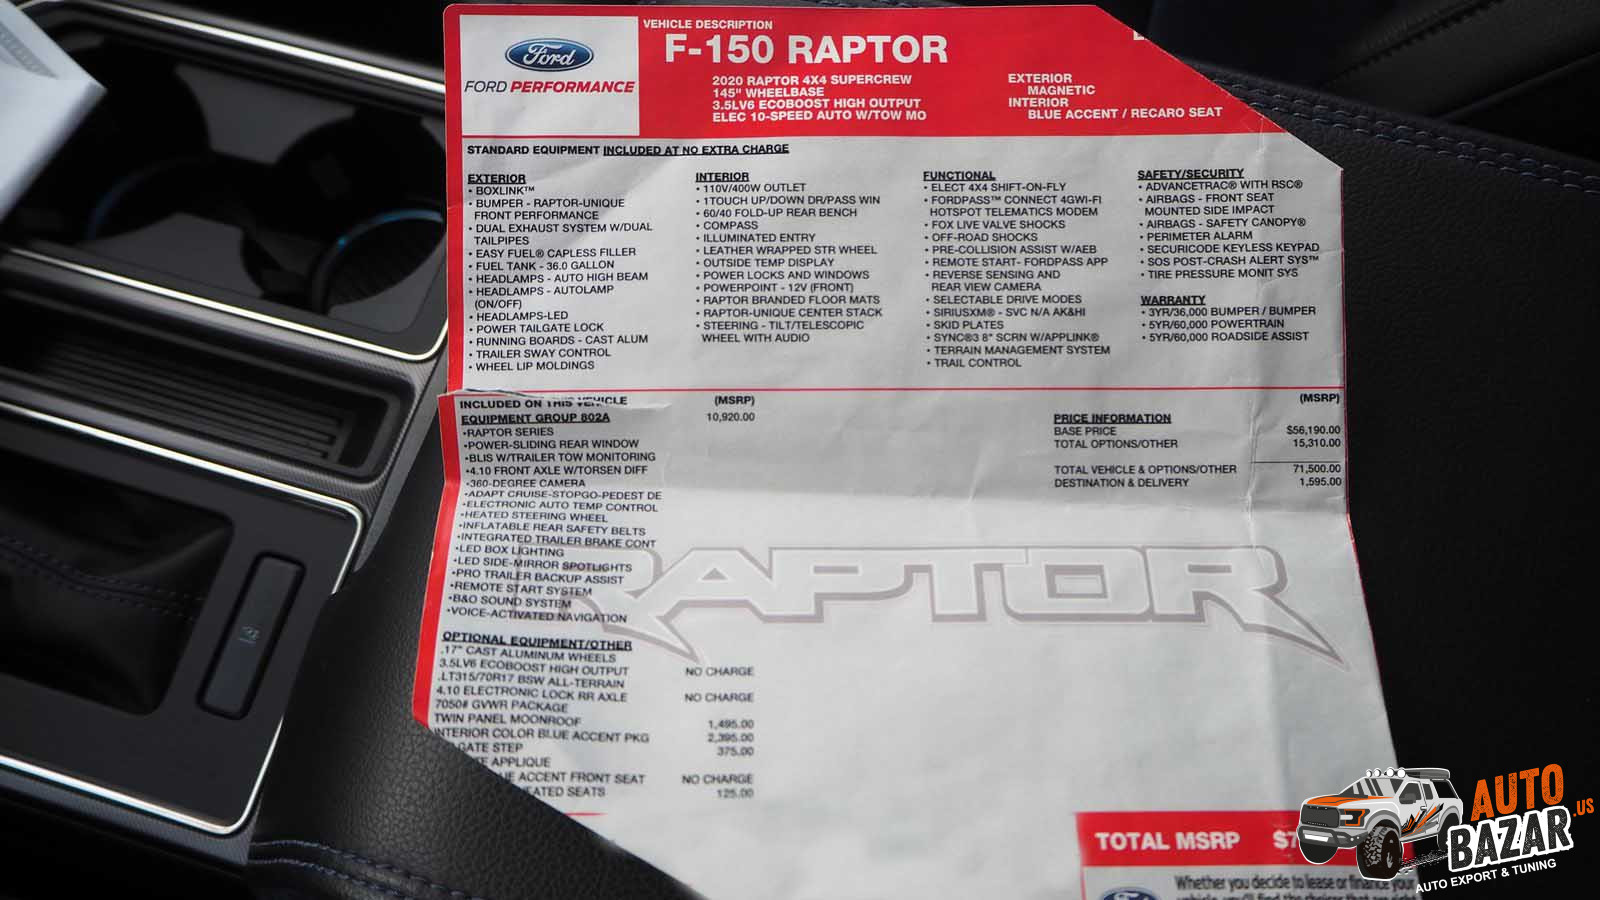 Ford
FORD PERFORMANCE
VEHICLE DESCRIPTION
F-150 RAPTOR
2020 RAPTOR 4X4 SUPERCREW
145" WHEELBASE
3.5LV6 ECOBOOST HIGH OUTPUT
ELEC 10-SPEED AUTO W/TOW MO
EXTERIOR
MAGNETIC
INTERIOR
BLUE ACCENT / RECARO SEAT
STANDARD EQUIPMENT INCLUDED AT NO EXTRA CHARGE
EXTERIOR
• BOXLINK™
• BUMPER - RAPTOR-UNIQUE
FRONT PERFORMANCE
• DUAL EXHAUST SYSTEM W/DUAL
TAILPIPES
• EASY FUEL® CAPLESS FILLER
• FUEL TANK - 36.0 GALLON
• HEADLAMPS - AUTO HIGH BEAM
• HEADLAMPS - AUTOLAMP
(ON/OFF)
• HEADLAMPS-LED
• POWER TAILGATE LOCK
• RUNNING BOARDS - CAST ALUM
• TRAILER SWAY CONTROL
• WHEEL LIP MOLDINGS
INTERIOR
• 110V/400W OUTLET
• 1TOUCH UP/DOWN DR/PASS WIN
• 60/40 FOLD-UP REAR BENCH
• COMPASS
• ILLUMINATED ENTRY
• LEATHER WRAPPED STR WHEEL
• OUTSIDE TEMP DISPLAY
• POWER LOCKS AND WINDOWS
• POWERPOINT - 12V (FRONT)
• RAPTOR BRANDED FLOOR MATS
• RAPTOR-UNIQUE CENTER STACK
• STEERING - TILT/TELESCOPIC
WHEEL WITH AUDIO
FUNCTIONAL
• ELECT 4X4 SHIFT-ON-FLY
• FORDPASS™ CONNECT 4GWI-FI
HOTSPOT TELEMATICS MODEM
• FOX LIVE VALVE SHOCKS
• OFF-ROAD SHOCKS
• PRE-COLLISION ASSIST W/AEB
• REMOTE START- FORDPASS APP
• REVERSE SENSING AND
REAR VIEW CAMERA
• SELECTABLE DRIVE MODES
• SIRIUSXM® - SVC N/A AK&HI
• SKID PLATES
• SYNC®3 8" SCRN W/APPLINK®
• TERRAIN MANAGEMENT SYSTEM
• TRAIL CONTROL
SAFETY/SECURITY
• ADVANCETRAC® WITH RSC®
• AIRBAGS - FRONT SEAT
MOUNTED SIDE IMPACT
• AIRBAGS - SAFETY CANOPY®
• PERIMETER ALARM
• SECURICODE KEYLESS KEYPAD
• SOS POST-CRASH ALERT SYS™
• TIRE PRESSURE MONIT SYS
WARRANTY
• 3YR/36,000 BUMPER / BUMPER
• 5YR/60,000 POWERTRAIN
• 5YR/60,000 ROADSIDE ASSIST
INCLUDED ON THIS VEHICLE (MSRP)
EQUIPMENT GROUP 802A 10,920.00
•RAPTOR SERIES
•POWER-SLIDING REAR WINDOW
•BLIS W/TRAILER TOW MONITORING
•4.10 FRONT AXLE W/TORSEN DIFF
•360-DEGREE CAMERA
•ADAPT CRUISE-STOPGO-PEDEST DE
•ELECTRONIC AUTO TEMP CONTROL
•HEATED STEERING WHEEL
•INFLATABLE REAR SAFETY BELTS
•INTEGRATED TRAILER BRAKE CONT
•LED BOX LIGHTING
•LED SIDE-MIRROR SPOTLIGHTS
•PRO TRAILER BACKUP ASSIST
•REMOTE START SYSTEM
•B&O SOUND SYSTEM
•VOICE-ACTIVATED NAVIGATION
(MSRP)
PRICE INFORMATION
BASE PRICE $56,190.00
TOTAL OPTIONS/OTHER 15,310.00
TOTAL VEHICLE & OPTIONS/OTHER 71,500.00
DESTINATION & DELIVERY 1,595.00
RAPTOR
OPTIONAL EQUIPMENT/OTHER
.17" CAST ALUMINUM WHEELS
3.5LV6 ECOBOOST HIGH OUTPUT NO CHARGE
.LT315/70R17 BSW ALL-TERRAIN
4.10 ELECTRONIC LOCK RR AXLE NO CHARGE
7050# GVWR PACKAGE
TWIN PANEL MOONROOF 1,495.00
INTERIOR COLOR BLUE ACCENT PKG 2,395.00
GATE STEP 375.00
APPLIQUE
ACCENT FRONT SEAT NO CHARGE
EATED SEATS 125.00
TOTAL MSRP $7
Whether you decide to lease or finance your
AUTO
BAZAR.US
AUTO EXPORT & TUNING